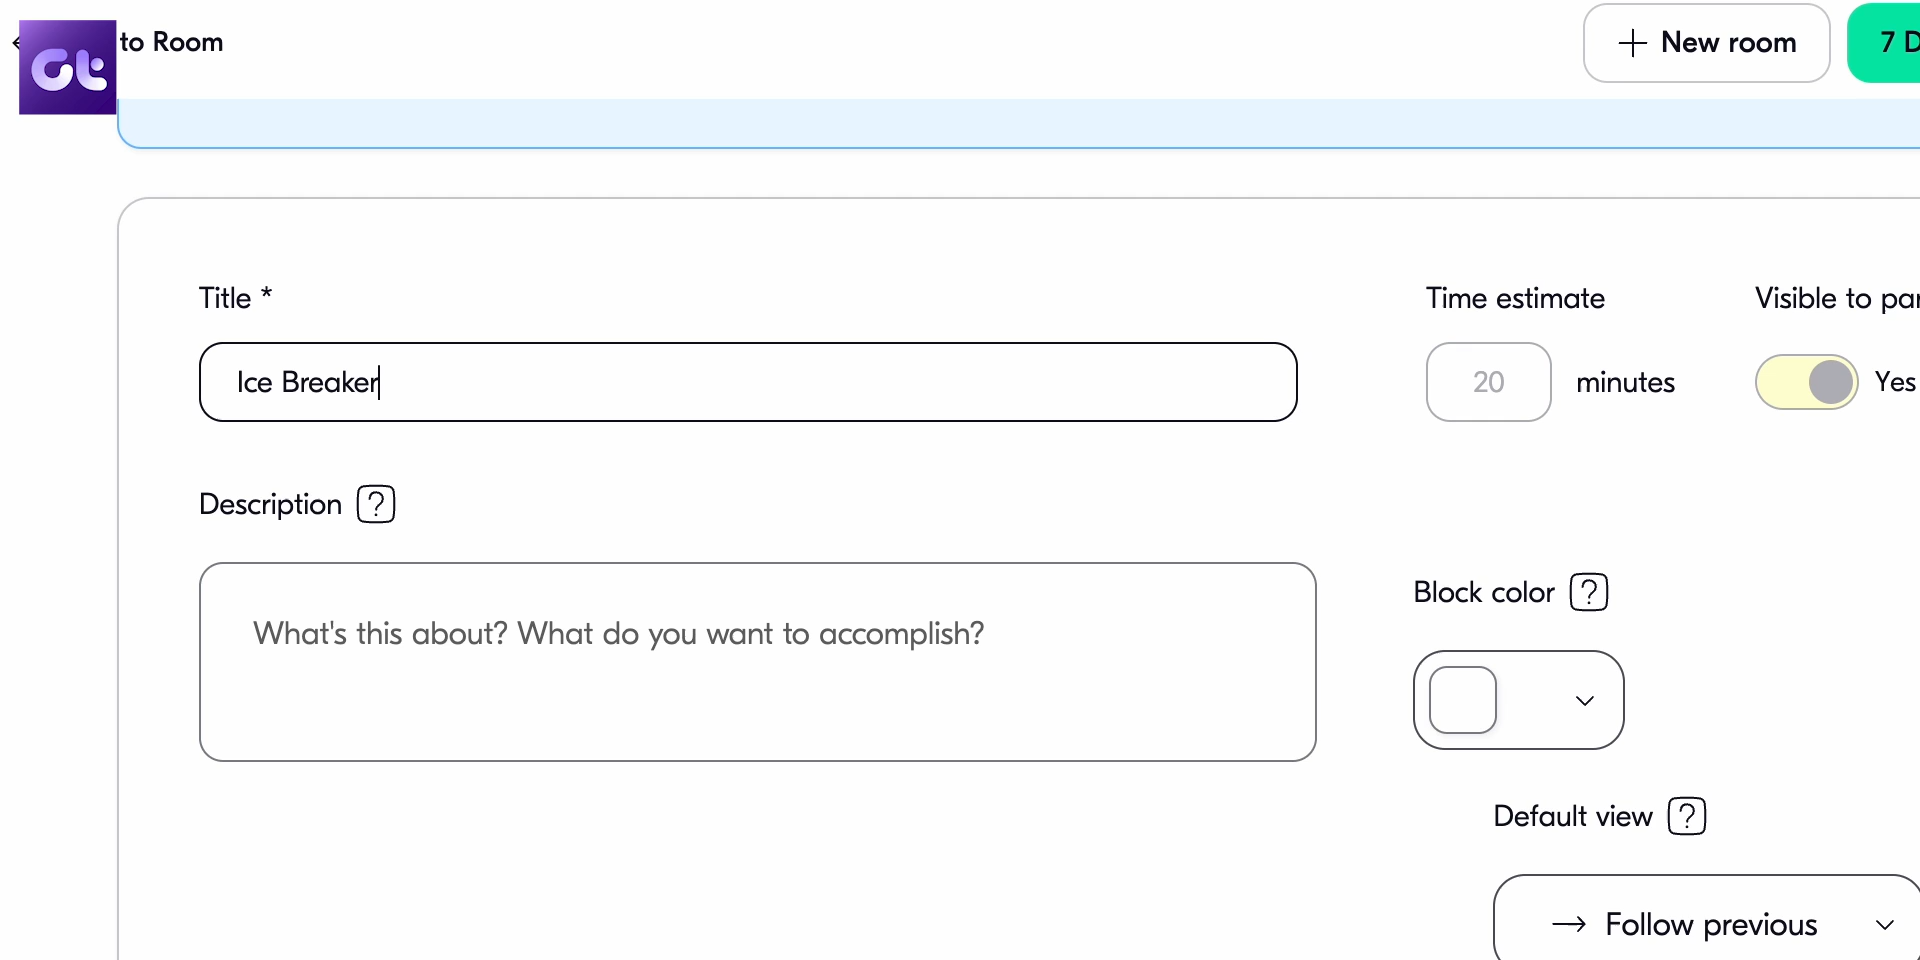 to Room
New room
7 D
Title *
Time estimate
Visible to par
Ice Breaker
20
minutes
Yes
Description ?
What's this about? What do you want to accomplish?
Block color ?
Default view ?
→ Follow previous
Gt